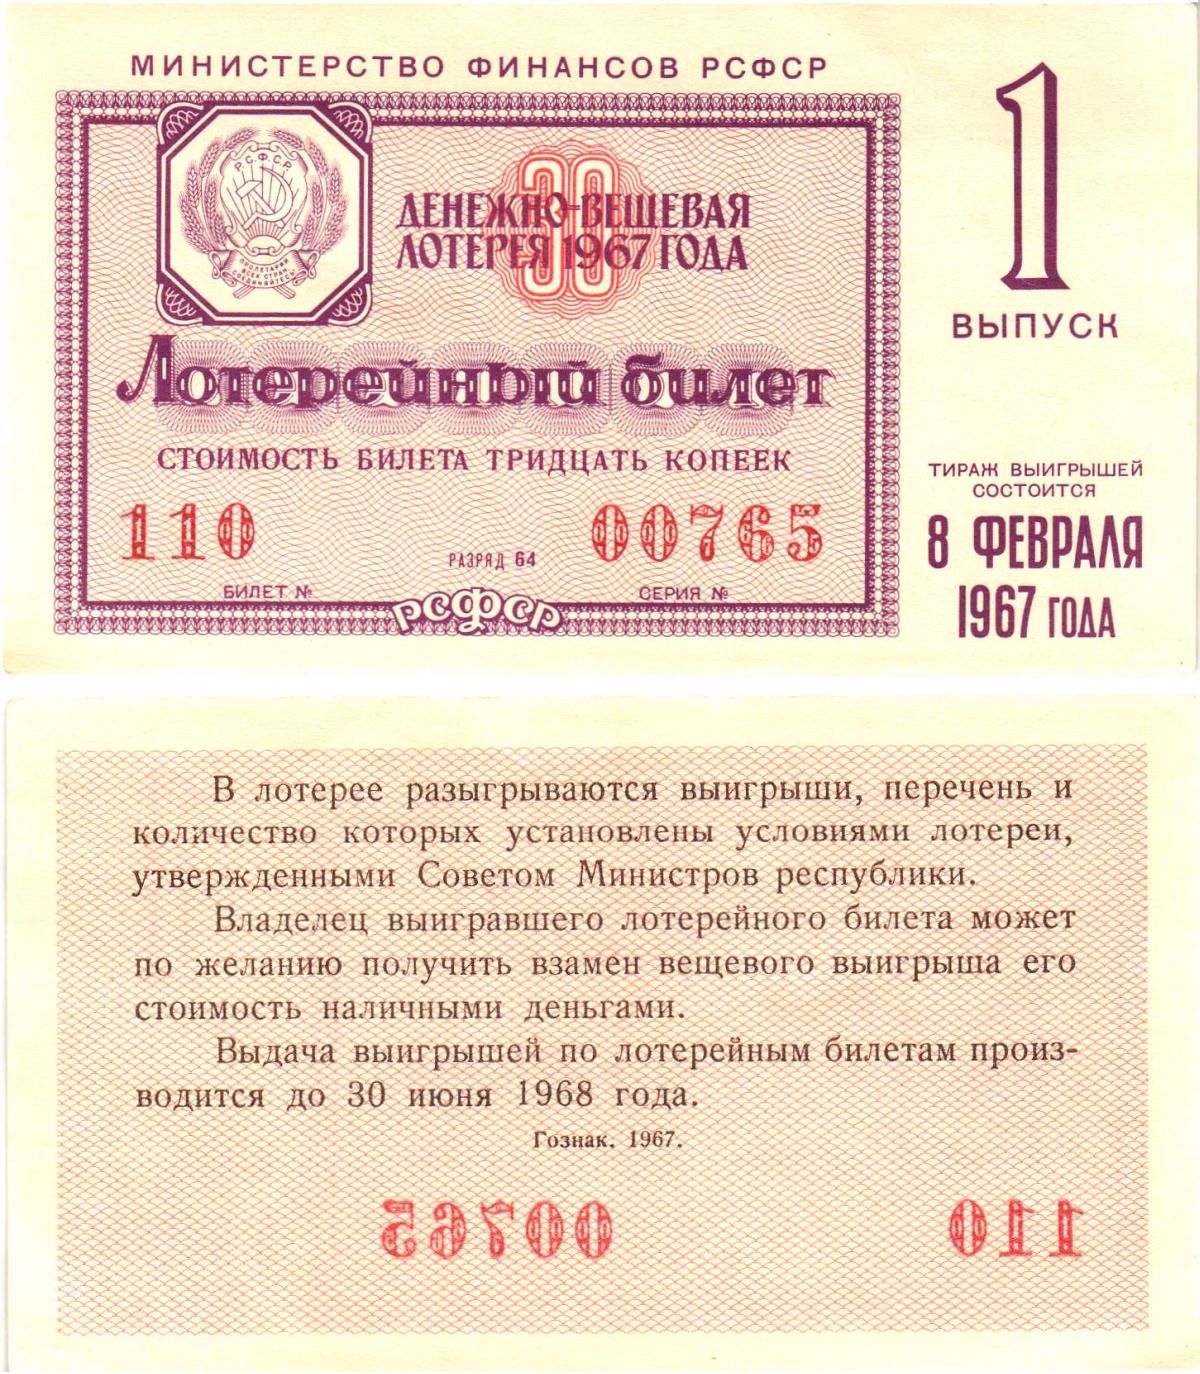 МИНИСТЕРСТВО ФИНАНСОВ РСФСР
Р.С.Ф.С.Р.
ПРОЛЕТАРИИ
ВСЕХ СТРАН
СОЕДИНЯЙТЕСЬ!
30
ДЕНЕЖНО-ВЕЩЕВАЯ
ЛОТЕРЕЯ 1967 ГОДА
Лотерейный билет
СТОИМОСТЬ БИЛЕТА ТРИДЦАТЬ КОПЕЕК
110 00765
РАЗРЯД 64
БИЛЕТ № СЕРИЯ №
РСФСР
1
ВЫПУСК
ТИРАЖ ВЫИГРЫШЕЙ
СОСТОИТСЯ
8 ФЕВРАЛЯ
1967 ГОДА
В лотерее разыгрываются выигрыши, перечень и
количество которых установлены условиями лотереи,
утвержденными Советом Министров республики.
Владелец выигравшего лотерейного билета может
по желанию получить взамен вещевого выигрыша его
стоимость наличными деньгами.
Выдача выигрышей по лотерейным билетам произ-
водится до 30 июня 1968 года.
Гознак. 1967.
00765 110